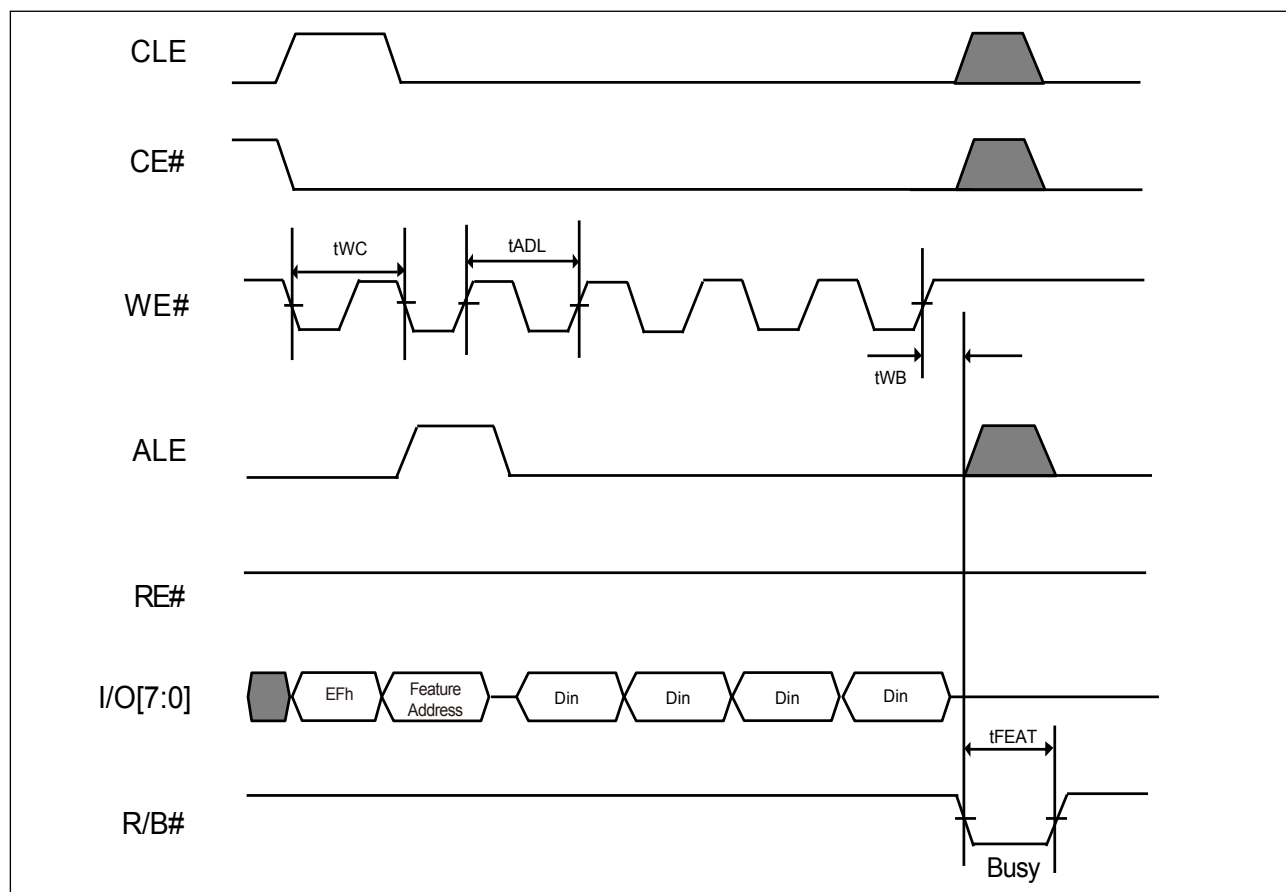 CLE
CE#
tWC
tADL
WE#
tWB
ALE
RE#
I/O[7:0]
EFh
Feature
Address
Din
Din
Din
Din
tFEAT
R/B#
Busy